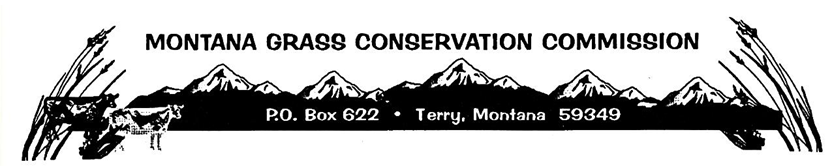 MONTANA GRASS CONSERVATION COMMISSION
P.O. Box 622 • Terry, Montana 59349